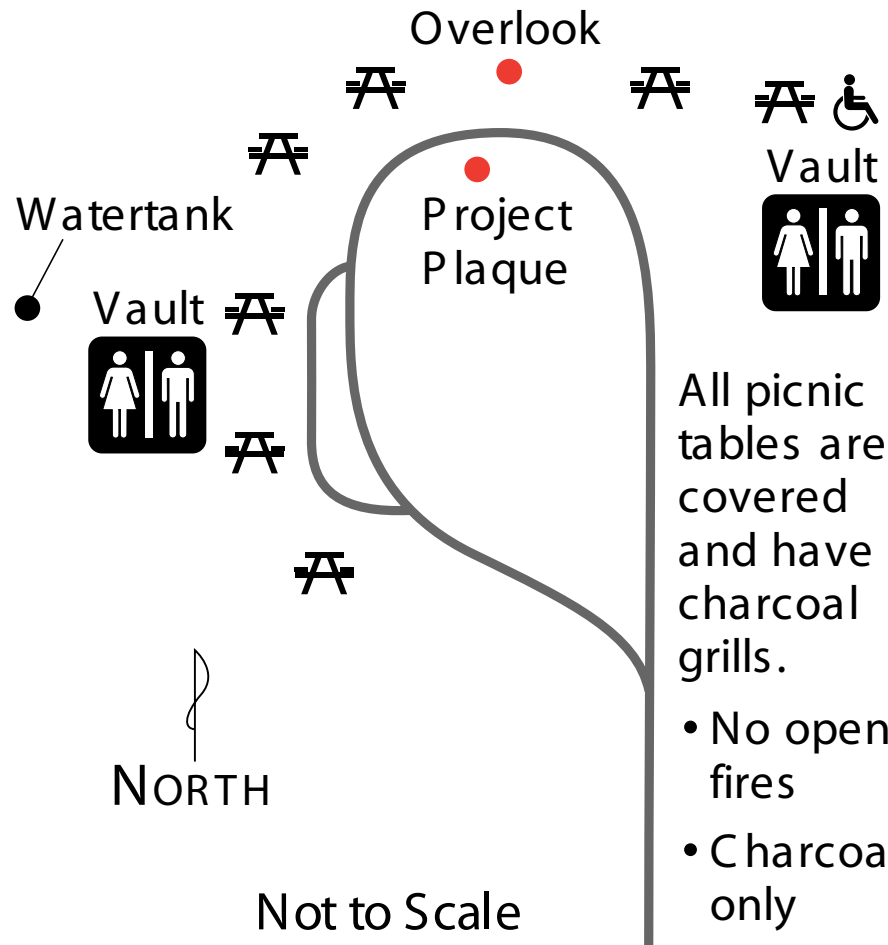 Overlook
Vault
Watertank
Project
Plaque
Vault
All picnic
tables are
covered
and have
charcoal
grills.
• No open
fires
• Charcoa
only
NORTH
Not to Scale